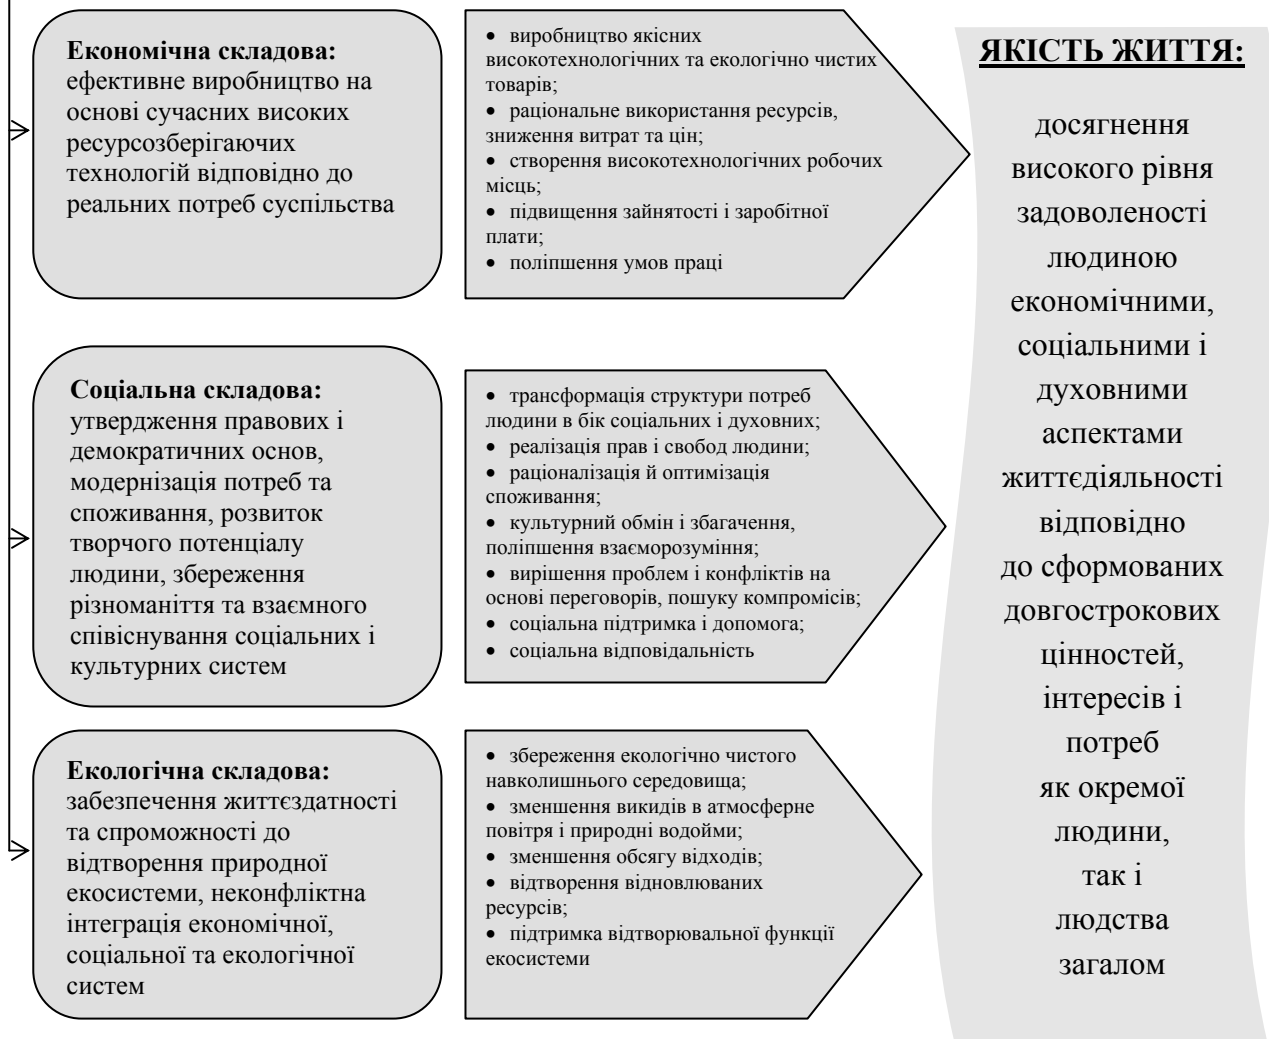 Економічна складова:
ефективне виробництво на
основі сучасних високих
ресурсозберігаючих
технологій відповідно до
реальних потреб суспільства
• виробництво якісних
високотехнологічних та екологічно чистих
товарів;
• раціональне використання ресурсів,
зниження витрат та цін;
• створення високотехнологічних робочих
місць;
• підвищення зайнятості і заробітної
плати;
• поліпшення умов праці
Соціальна складова:
утвердження правових і
демократичних основ,
модернізація потреб та
споживання, розвиток
творчого потенціалу
людини, збереження
різноманіття та взаємного
співіснування соціальних і
культурних систем
• трансформація структури потреб
людини в бік соціальних і духовних;
• реалізація прав і свобод людини;
• раціоналізація й оптимізація
споживання;
• культурний обмін і збагачення,
поліпшення взаєморозуміння;
• вирішення проблем і конфліктів на
основі переговорів, пошуку компромісів;
• соціальна підтримка і допомога;
• соціальна відповідальність
Екологічна складова:
забезпечення життєздатності
та спроможності до
відтворення природної
екосистеми, неконфліктна
інтеграція економічної,
соціальної та екологічної
систем
• збереження екологічно чистого
навколишнього середовища;
• зменшення викидів в атмосферне
повітря і природні водойми;
• зменшення обсягу відходів;
• відтворення відновлюваних
ресурсів;
• підтримка відтворювальної функції
екосистеми
ЯКІСТЬ ЖИТТЯ:
досягнення
високого рівня
задоволеності
людиною
економічними,
соціальними і
духовними
аспектами
життєдіяльності
відповідно
до сформованих
довгострокових
цінностей,
інтересів і
потреб
як окремої
людини,
так і
людства
загалом